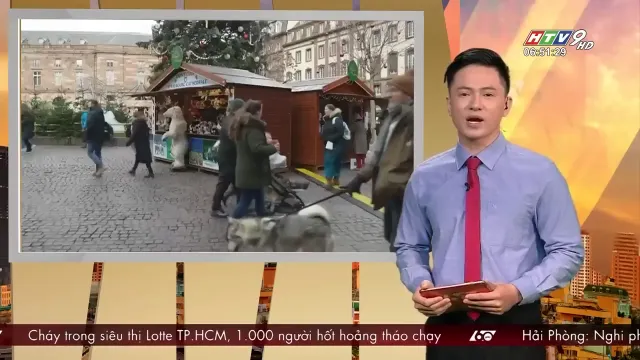 HTV9 HD
06:51:29
Cháy trong siêu thị Lotte TP.HCM, 1.000 người hốt hoảng tháo chạy
Hải Phòng: Nghi ph